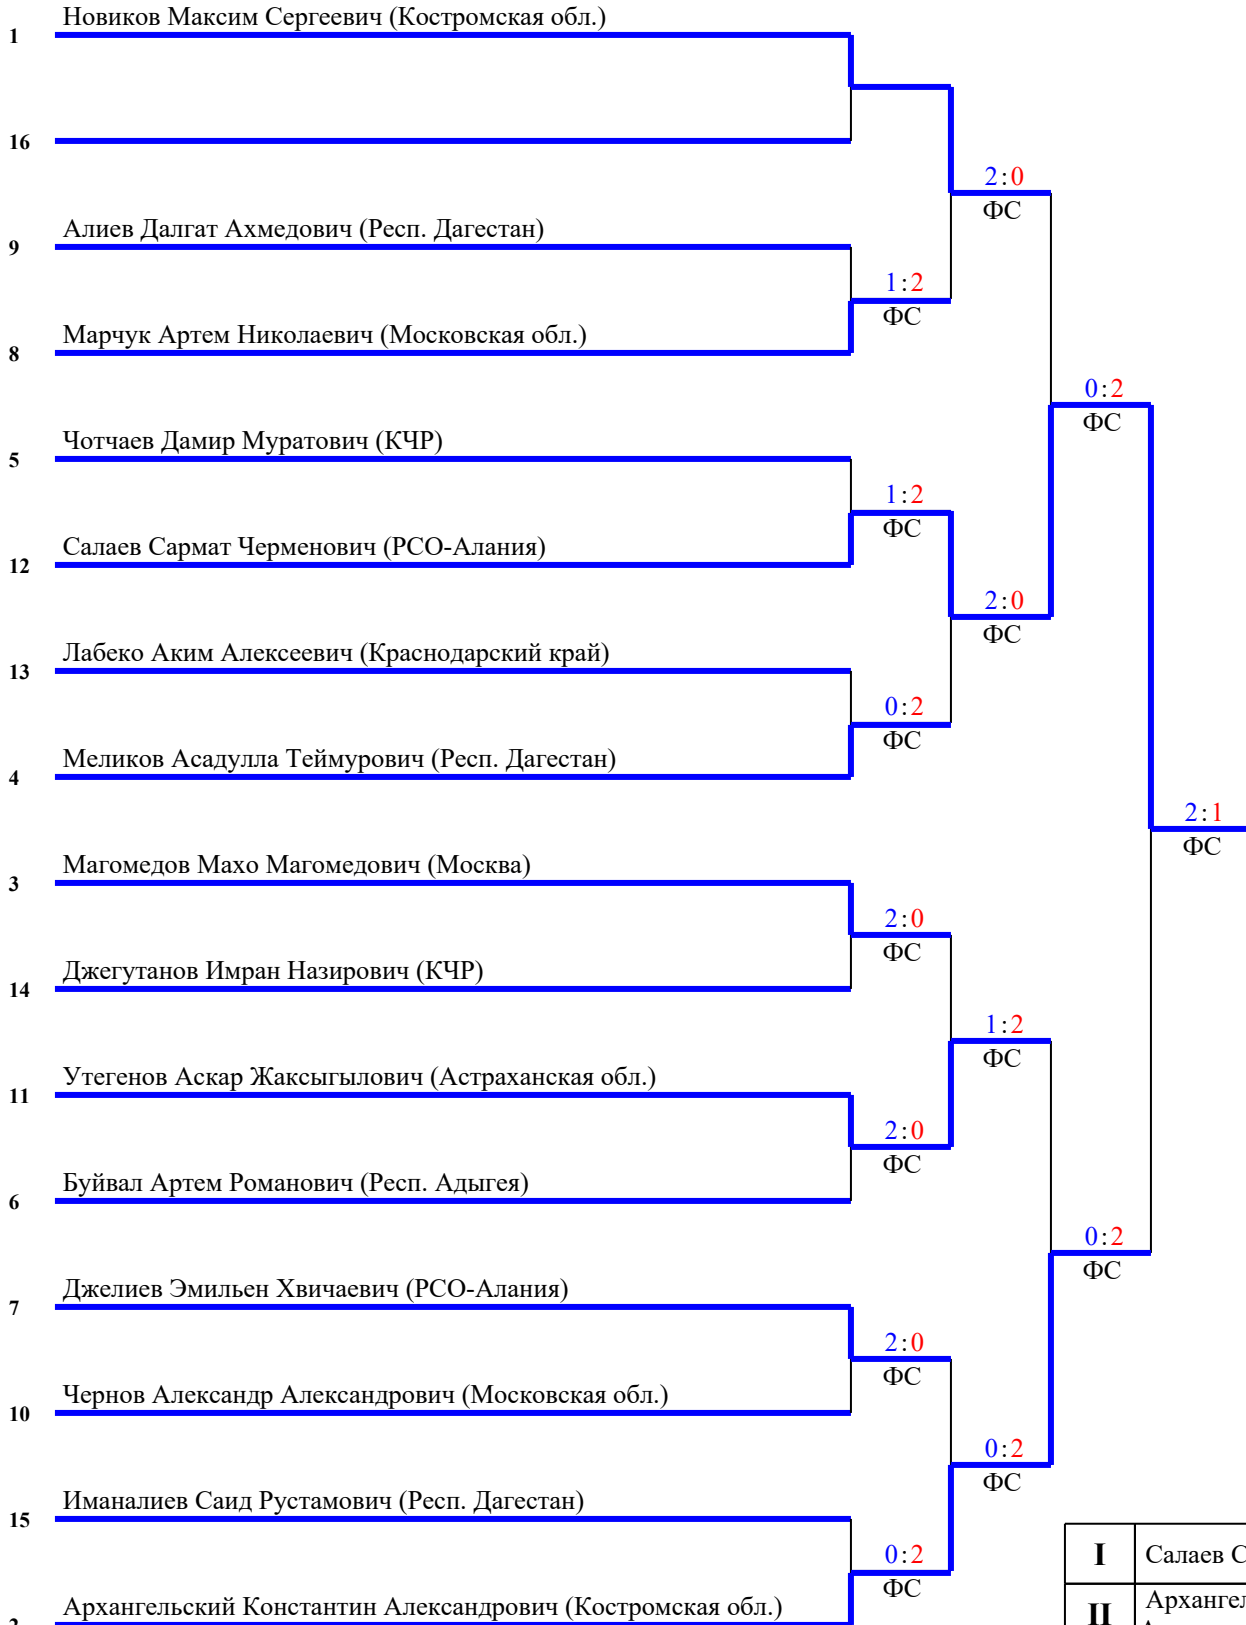 Новиков Максим Сергеевич (Костромская обл.)
1
16
2:0
ФС
Алиев Далгат Ахмедович (Респ. Дагестан)
9
1:2
ФС
Марчук Артем Николаевич (Московская обл.)
8
0:2
ФС
Чотчаев Дамир Муратович (КЧР)
5
1:2
ФС
Салаев Сармат Черменович (РСО-Алания)
12
2:0
ФС
Лабеко Аким Алексеевич (Краснодарский край)
13
0:2
ФС
Меликов Асадулла Теймурович (Респ. Дагестан)
4
2:1
ФС
Магомедов Махо Магомедович (Москва)
3
2:0
ФС
Джегутанов Имран Назирович (КЧР)
14
1:2
ФС
Утегенов Аскар Жаксыгылович (Астраханская обл.)
11
2:0
ФС
Буйвал Артем Романович (Респ. Адыгея)
6
0:2
ФС
Джелиев Эмильен Хвичаевич (РСО-Алания)
7
2:0
ФС
Чернов Александр Александрович (Московская обл.)
10
0:2
ФС
Иманалиев Саид Рустамович (Респ. Дагестан)
15
0:2
ФС
Архангельский Константин Александрович (Костромская обл.)
2
I Салаев С
II Архангел